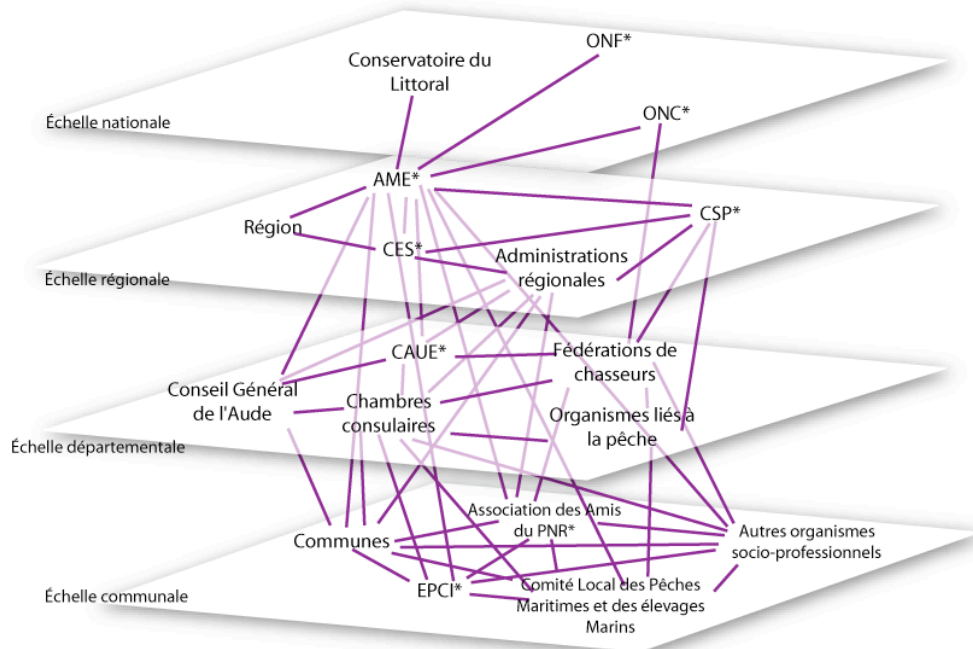 ONF*
Conservatoire du
Littoral
ONC*
Échelle nationale
AME*
CSP*
Région
CES*
Administrations
régionales
Échelle régionale
CAUE*
Fédérations de
chasseurs
Conseil Général
de l'Aude
Chambres
consulaires
Organismes liés à
la pêche
Échelle départementale
Association des Amis
du PNR*
Autres organismes
socio-professionnels
Communes
EPCI*
Comité Local des Pêches
Maritimes et des élevages
Marins
Échelle communale